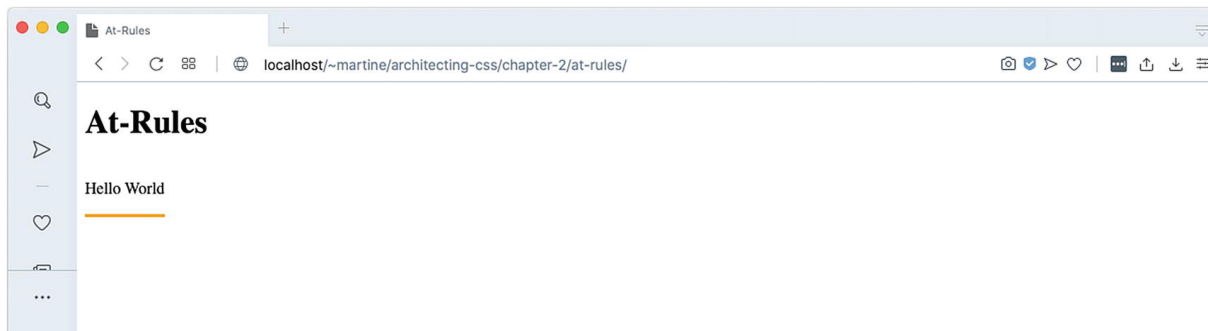 At-Rules
localhost/~martine/architecting-css/chapter-2/at-rules/
At-Rules
Hello World